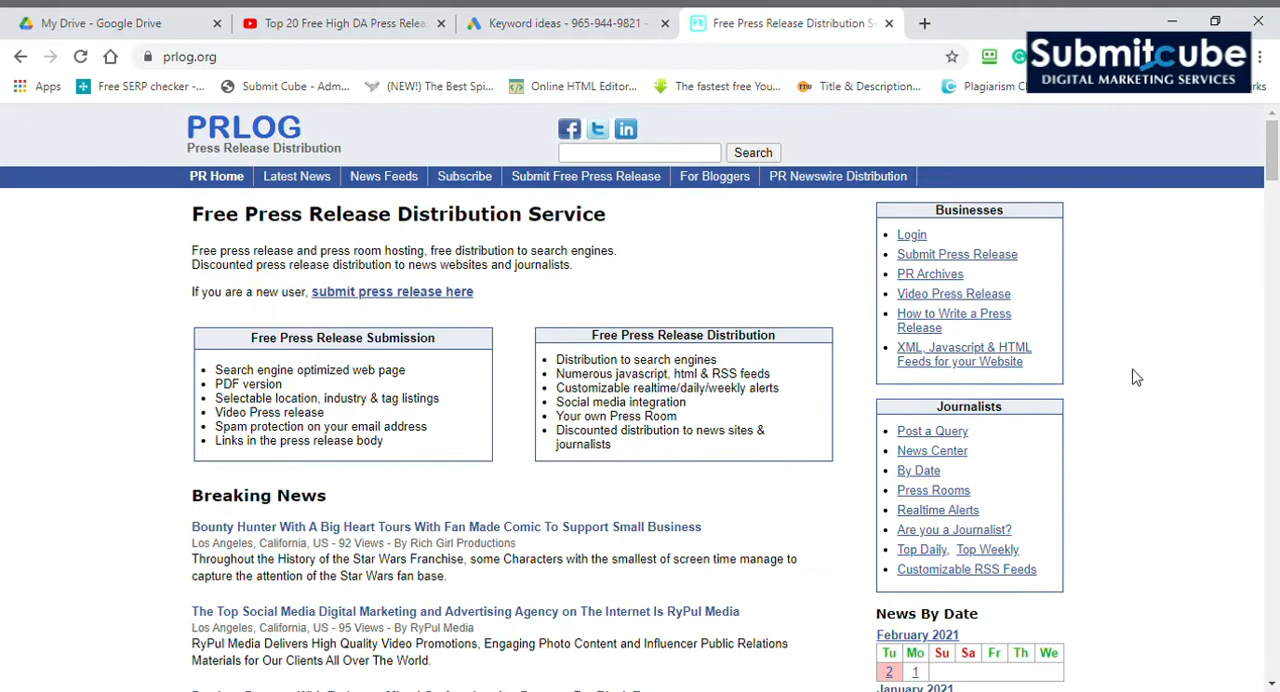 My Drive - Google Drive
Top 20 Free High DA Press Relea
Keyword ideas - 965-944-9821 -
Free Press Release Distribution S
prlog.org
Submitcube
DIGITAL MARKETING SERVICES
Apps
Free SERP checker -...
Submit Cube - Adm...
(NEW!) The Best Spi...
Online HTML Editor...
The fastest free You...
Title & Description...
Plagiarism C
rks
PRLOG
Press Release Distribution
Search
PR Home
Latest News
News Feeds
Subscribe
Submit Free Press Release
For Bloggers
PR Newswire Distribution
Free Press Release Distribution Service
Free press release and press room hosting, free distribution to search engines.
Discounted press release distribution to news websites and journalists.
If you are a new user, submit press release here
Free Press Release Submission
Search engine optimized web page
PDF version
Selectable location, industry & tag listings
Video Press release
Spam protection on your email address
Links in the press release body
Free Press Release Distribution
Distribution to search engines
Numerous javascript, html & RSS feeds
Customizable realtime/daily/weekly alerts
Social media integration
Your own Press Room
Discounted distribution to news sites &
journalists
Breaking News
Bounty Hunter With A Big Heart Tours With Fan Made Comic To Support Small Business
Los Angeles, California, US - 92 Views - By Rich Girl Productions
Throughout the History of the Star Wars Franchise, some Characters with the smallest of screen time manage to
capture the attention of the Star Wars fan base.
The Top Social Media Digital Marketing and Advertising Agency on The Internet Is RyPul Media
Los Angeles, California, US - 95 Views - By RyPul Media
RyPul Media Delivers High Quality Video Promotions, Engaging Photo Content and Influencer Public Relations
Materials for Our Clients All Over The World.
Businesses
Login
Submit Press Release
PR Archives
Video Press Release
How to Write a Press
Release
XML, Javascript & HTML
Feeds for your Website
Journalists
Post a Query
News Center
By Date
Press Rooms
Realtime Alerts
Are you a Journalist?
Top Daily, Top Weekly
Customizable RSS Feeds
News By Date
February 2021
Tu Mo Su Sa Fr Th We
2 1
January 2021